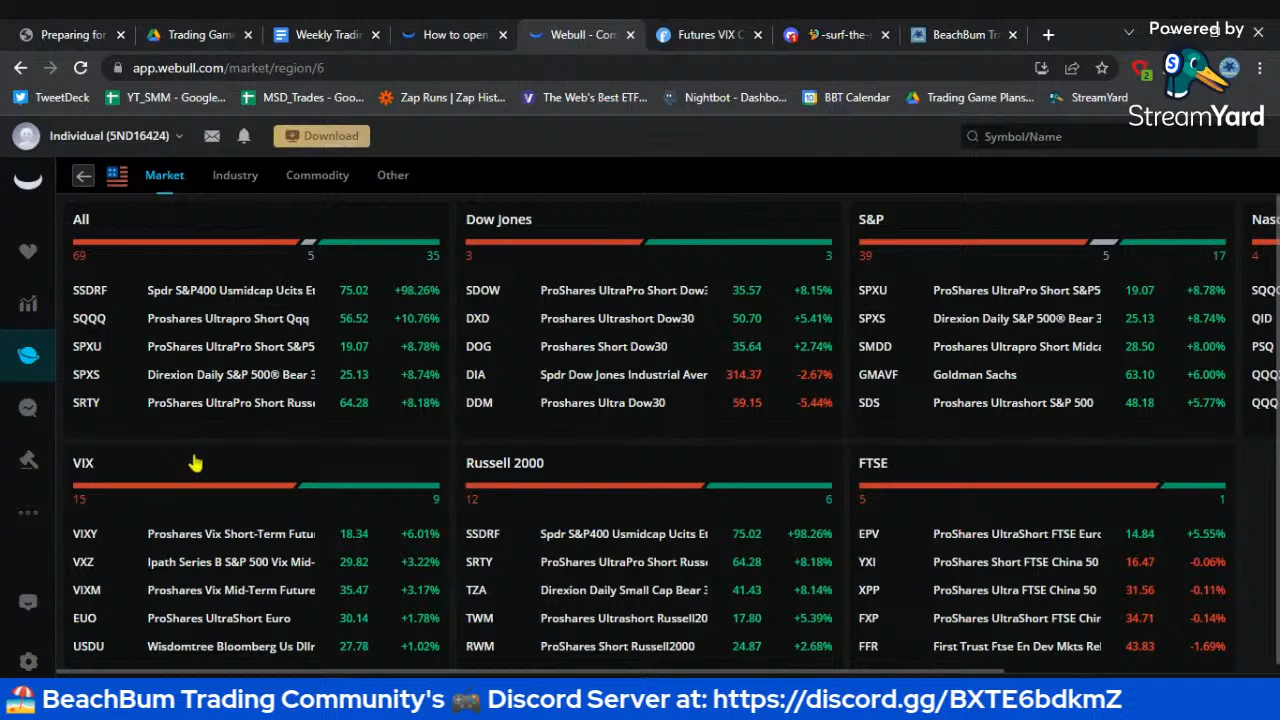 Preparing for
Trading Gam
Weekly Tradi
How to open
Webull - Con
Futures VIX C
-surf-the-
BeachBum T
Powered by
app.webull.com/market/region/6
2
S
TweetDeck
YT_SMM - Google...
MSD_Trades - Goo...
Zap Runs | Zap Hist...
The Web's Best ETF...
Nightbot - Dashbo...
BBT Calendar
Trading Game Plans...
StreamYard
StreamYard
Individual (5ND16424)
Download
Symbol/Name
Market
Industry
Commodity
Other
All
69
5
35
SSDRF Spdr S&P400 Usmidcap Ucits Et 75.02 +98.26%
SQQQ Proshares Ultrapro Short Qqq 56.52 +10.76%
SPXU ProShares UltraPro Short S&P5 19.07 +8.78%
SPXS Direxion Daily S&P 500® Bear 3 25.13 +8.74%
SRTY ProShares UltraPro Short Russe 64.28 +8.18%
Dow Jones
3
3
SDOW ProShares UltraPro Short Dow3 35.57 +8.15%
DXD Proshares Ultrashort Dow30 50.70 +5.41%
DOG ProShares Short Dow30 35.64 +2.74%
DIA Spdr Dow Jones Industrial Aver 314.37 -2.67%
DDM Proshares Ultra Dow30 59.15 -5.44%
S&P
39
5
17
SPXU ProShares UltraPro Short S&P5 19.07 +8.78%
SPXS Direxion Daily S&P 500® Bear 3 25.13 +8.74%
SMDD Proshares Ultrapro Short Midca 28.50 +8.00%
GMAVF Goldman Sachs 63.10 +6.00%
SDS Proshares Ultrashort S&P 500 48.18 +5.77%
Nasc
4
SQQ
QID
PSQ
QQQ
QQQ
VIX
15
9
VIXY Proshares Vix Short-Term Futu 18.34 +6.01%
VXZ Ipath Series B S&P 500 Vix Mid- 29.82 +3.22%
VIXM Proshares Vix Mid-Term Future 35.47 +3.17%
EUO ProShares UltraShort Euro 30.14 +1.78%
USDU Wisdomtree Bloomberg Us Dllr 27.78 +1.02%
Russell 2000
12
6
SSDRF Spdr S&P400 Usmidcap Ucits Et 75.02 +98.26%
SRTY ProShares UltraPro Short Russe 64.28 +8.18%
TZA Direxion Daily Small Cap Bear 3 41.43 +8.14%
TWM Proshares Ultrashort Russell20 17.80 +5.39%
RWM ProShares Short Russell2000 24.87 +2.68%
FTSE
5
1
EPV ProShares UltraShort FTSE Euro 14.84 +5.55%
YXI ProShares Short FTSE China 50 16.47 -0.06%
XPP ProShares Ultra FTSE China 50 31.56 -0.11%
FXP ProShares UltraShort FTSE Chin 34.71 -0.14%
FFR First Trust Ftse En Dev Mkts Rel 43.83 -1.69%
🏖️ BeachBum Trading Community's 🎮 Discord Server at: https://discord.gg/BXTE6bdkmZ